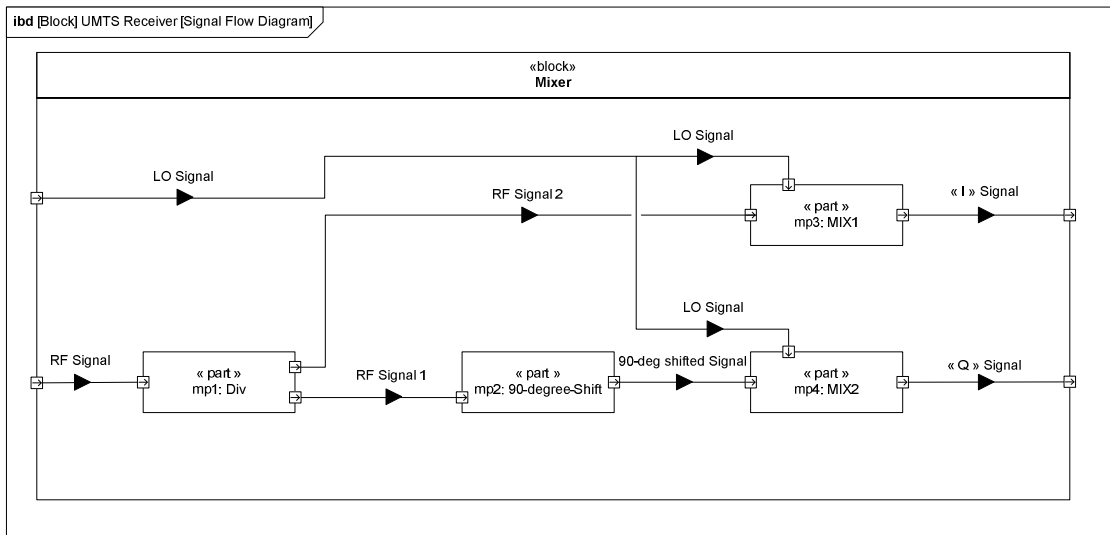 ibd [Block] UMTS Receiver [Signal Flow Diagram]
«block»
Mixer
LO Signal
LO Signal
RF Signal 2
« part »
mp3: MIX1
« I » Signal
LO Signal
RF Signal
« part »
mp1: Div
RF Signal 1
« part »
mp2: 90-degree-Shift
90-deg shifted Signal
« part »
mp4: MIX2
« Q » Signal